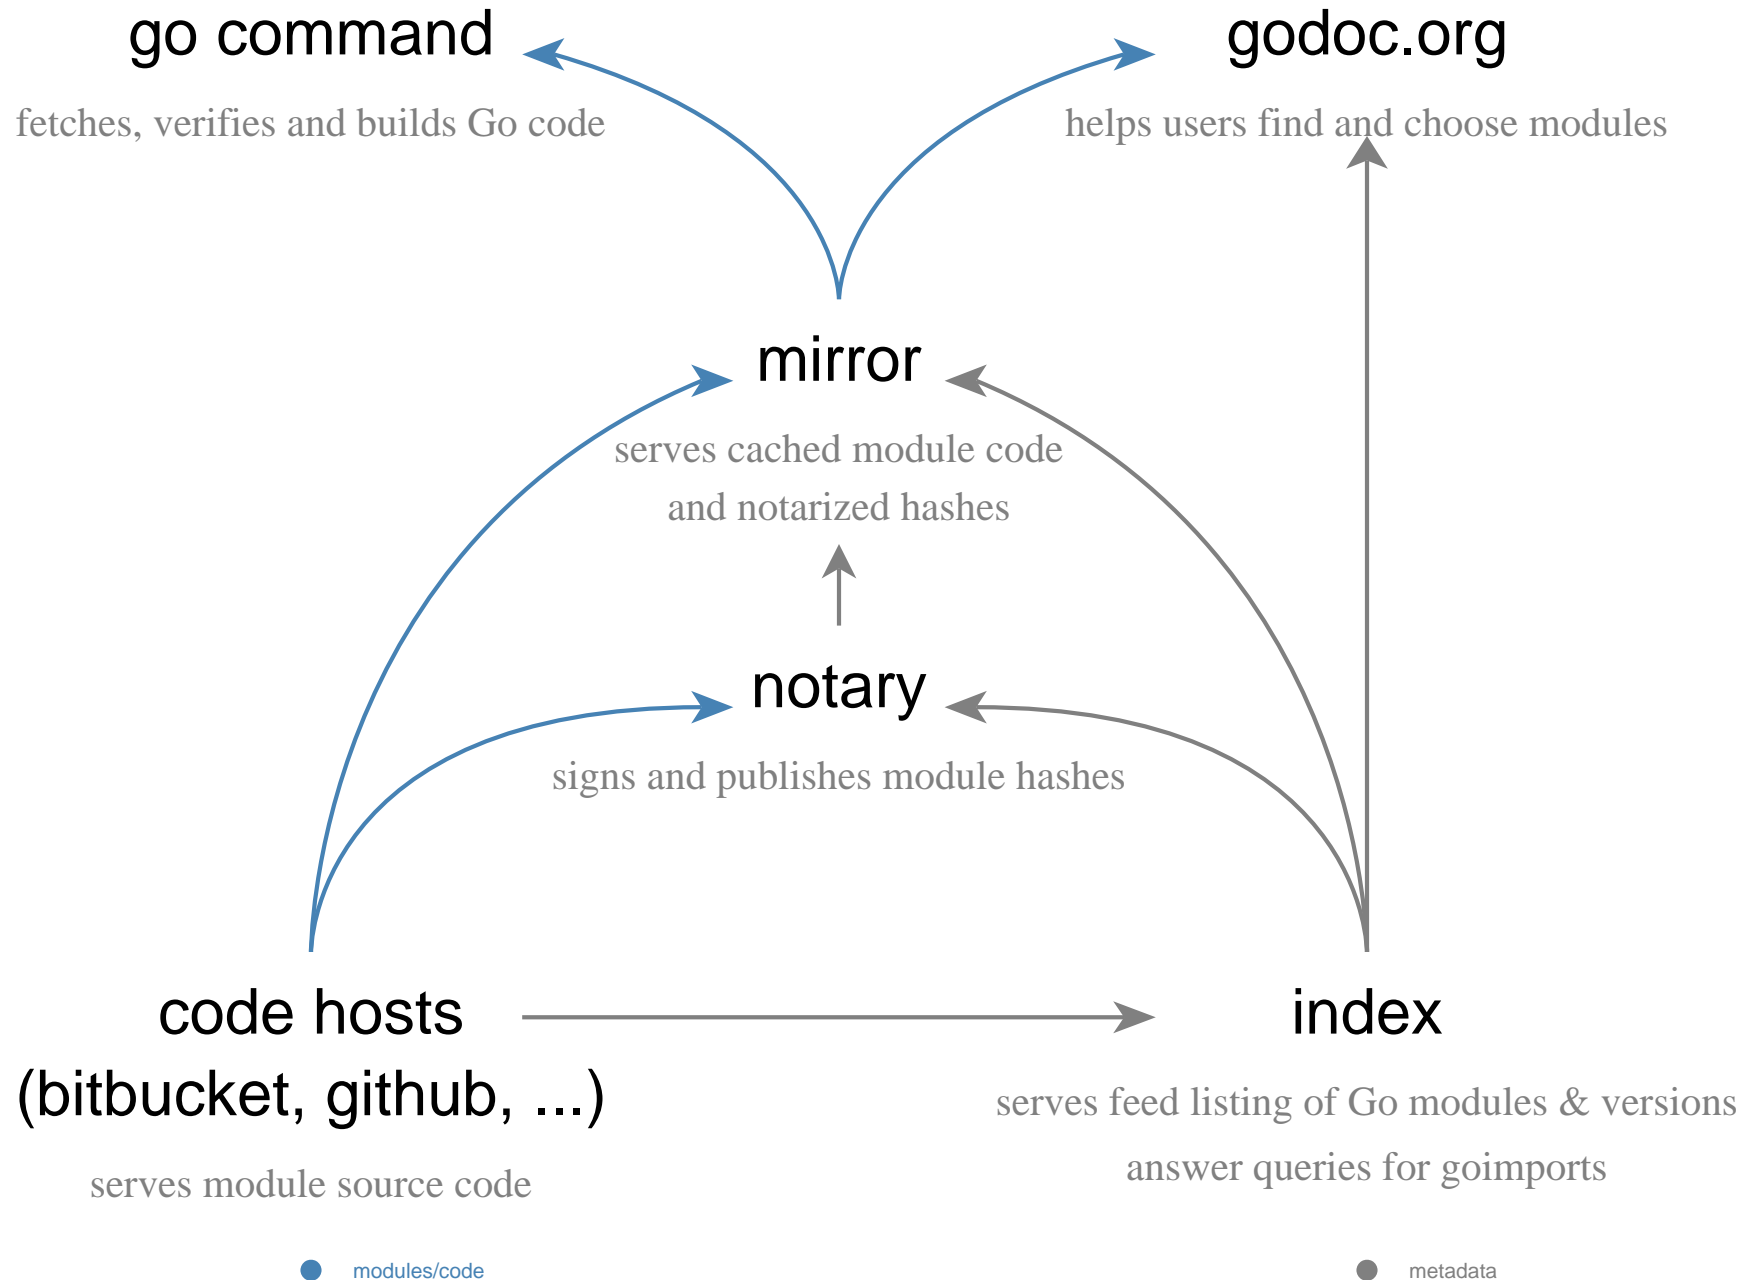 go command
fetches, verifies and builds Go code
godoc.org
helps users find and choose modules
mirror
serves cached module code
and notarized hashes
notary
signs and publishes module hashes
code hosts
(bitbucket, github, ...)
serves module source code
index
serves feed listing of Go modules & versions
answer queries for goimports
modules/code
metadata